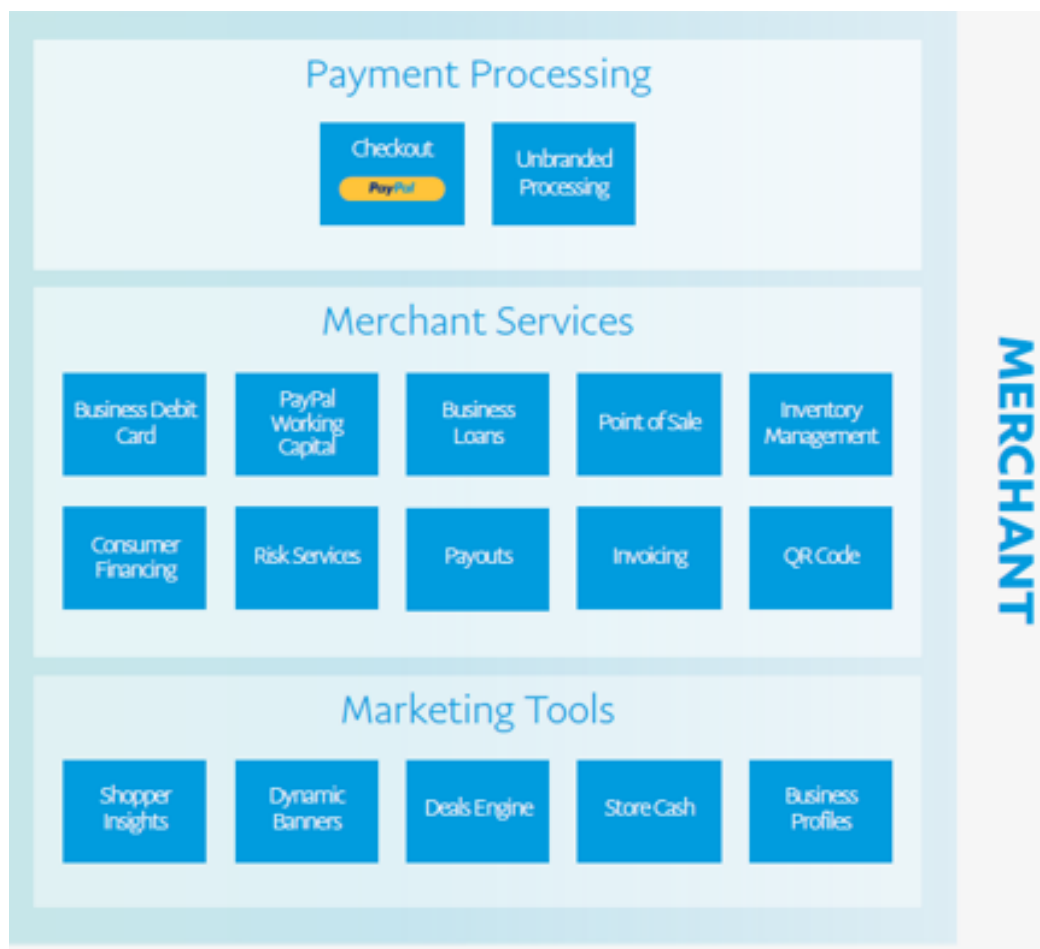 Payment Processing
Checkout
PayPal
Unbranded
Processing
Merchant Services
Business Debit
Card
PayPal
Working
Capital
Business
Loans
Point of Sale
Inventory
Management
Consumer
Financing
Risk Services
Payouts
Invoicing
QR Code
Marketing Tools
Shopper
Insights
Dynamic
Banners
Deals Engine
Store Cash
Business
Profiles
MERCHANT